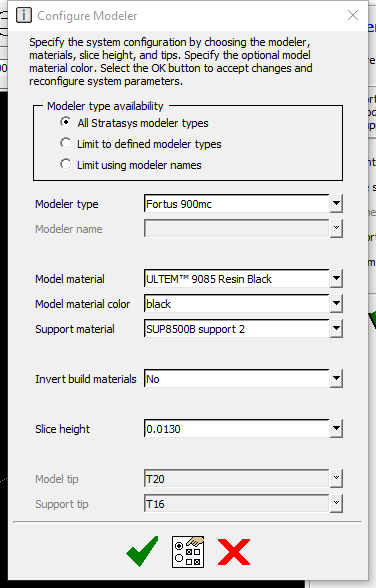 Configure Modeler
Specify the system configuration by choosing the modeler,
materials, slice height, and tips. Specify the optional model
material color. Select the OK button to accept changes and
reconfigure system parameters.
Modeler type availability
All Stratasys modeler types
Limit to defined modeler types
Limit using modeler names
Modeler type Fortus 900mc
Modeler name
Model material ULTEM™ 9085 Resin Black
Model material color black
Support material SUP8500B support 2
Invert build materials No
Slice height 0.0130
Model tip T20
Support tip T16